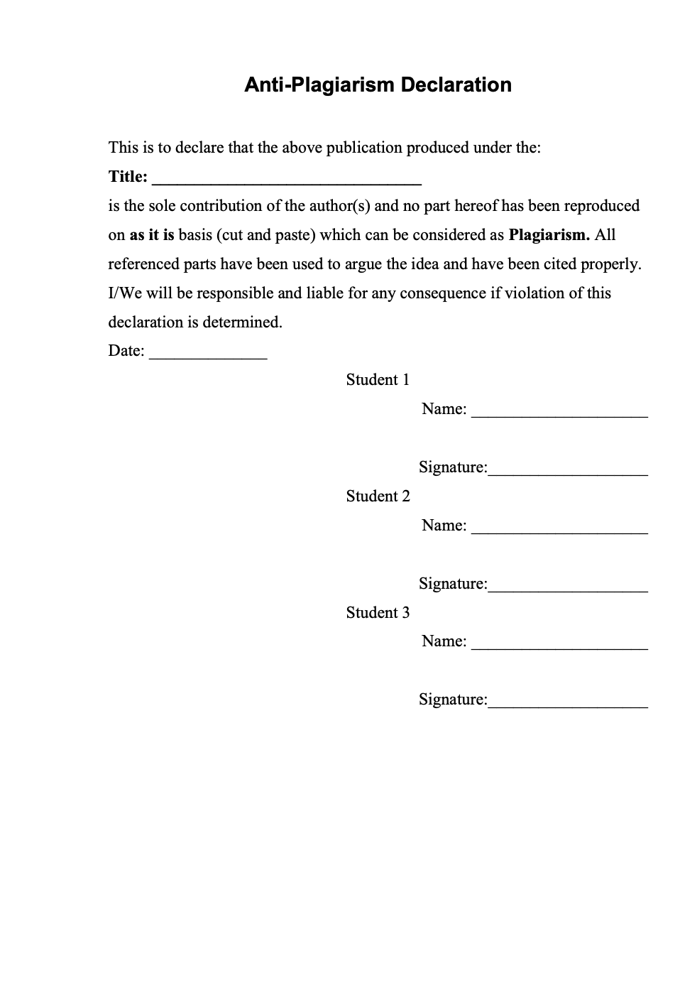 Anti-Plagiarism Declaration
This is to declare that the above publication produced under the:
Title: ________________________________
is the sole contribution of the author(s) and no part hereof has been reproduced
on as it is basis (cut and paste) which can be considered as Plagiarism. All
referenced parts have been used to argue the idea and have been cited properly.
I/We will be responsible and liable for any consequence if violation of this
declaration is determined.
Date: ______________
Student 1
Name: _____________________
Signature:___________________
Student 2
Name: _____________________
Signature:___________________
Student 3
Name: _____________________
Signature:___________________